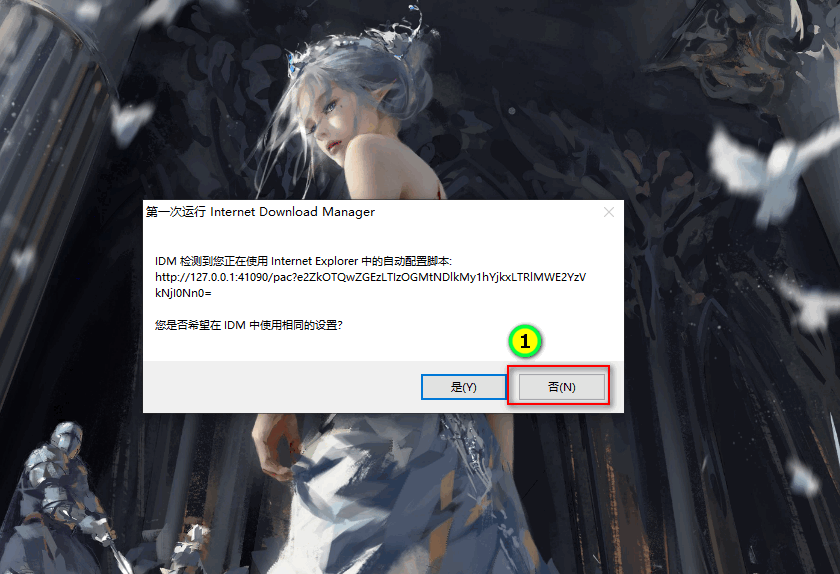 第一次运行 Internet Download Manager
IDM 检测到您正在使用 Internet Explorer 中的自动配置脚本:
http://127.0.0.1:41090/pac?e2ZkOTQwZGEzLTIzOGMtNDlkMy1hYjkxLTRlMWE2YzV
kNjI0Nn0=
您是否希望在 IDM 中使用相同的设置?
1
是(Y)
否(N)